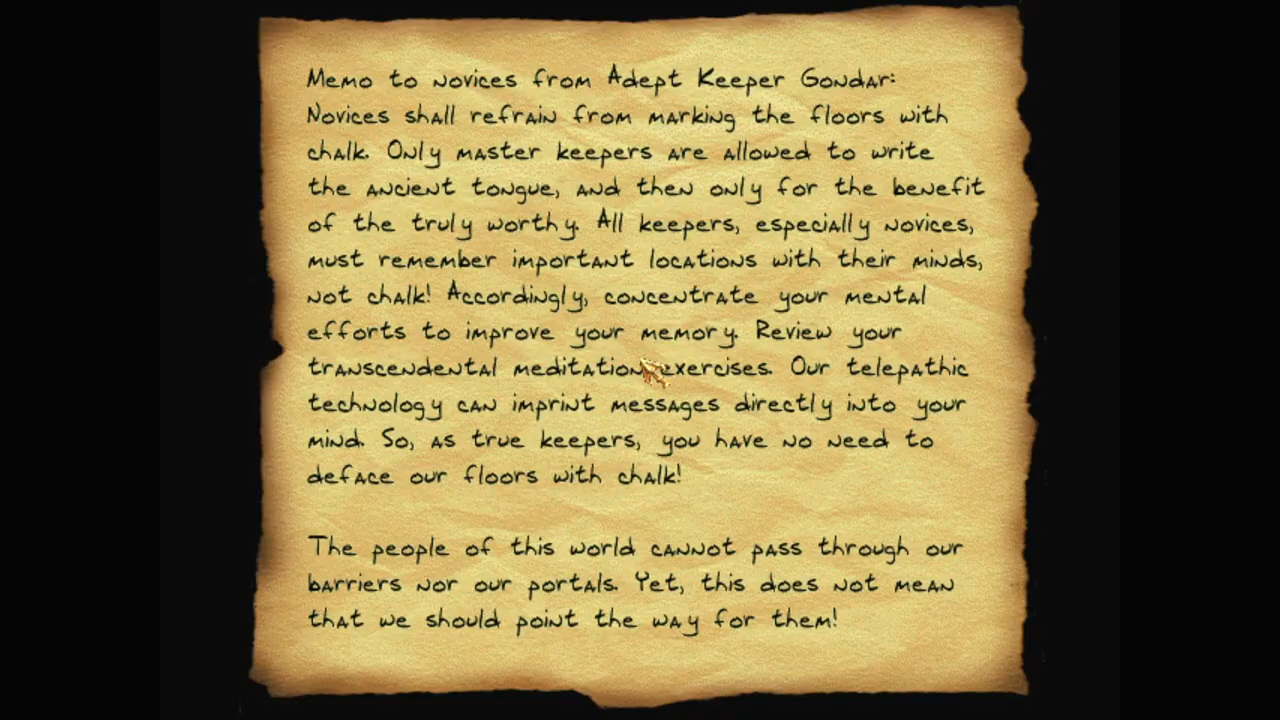 Memo to novices from Adept Keeper Gondar:
Novices shall refrain from marking the floors with
chalk. Only master keepers are allowed to write
the ancient tongue, and then only for the benefit
of the truly worthy. All keepers, especially novices,
must remember important locations with their minds,
not chalk! Accordingly, concentrate your mental
efforts to improve your memory. Review your
transcendental meditation exercises. Our telepathic
technology can imprint messages directly into your
mind. So, as true keepers, you have no need to
deface our floors with chalk!
The people of this world cannot pass through our
barriers nor our portals. Yet, this does not mean
that we should point the way for them!